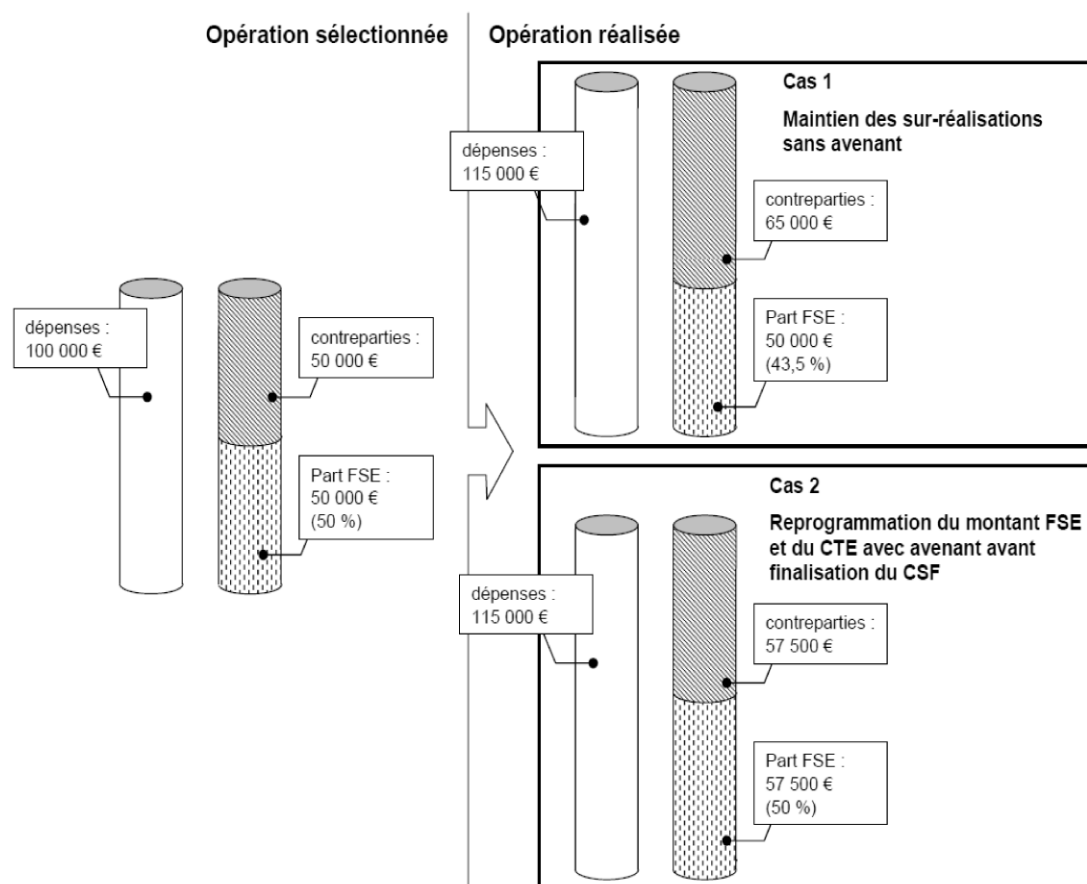 Opération sélectionnée
Opération réalisée
dépenses :
100 000 €
contreparties :
50 000 €
Part FSE :
50 000 €
(50 %)
Cas 1
Maintien des sur-réalisations
sans avenant
dépenses :
115 000 €
contreparties :
65 000 €
Part FSE :
50 000 €
(43,5 %)
Cas 2
Reprogrammation du montant FSE
et du CTE avec avenant avant
finalisation du CSF
dépenses :
115 000 €
contreparties :
57 500 €
Part FSE :
57 500 €
(50 %)